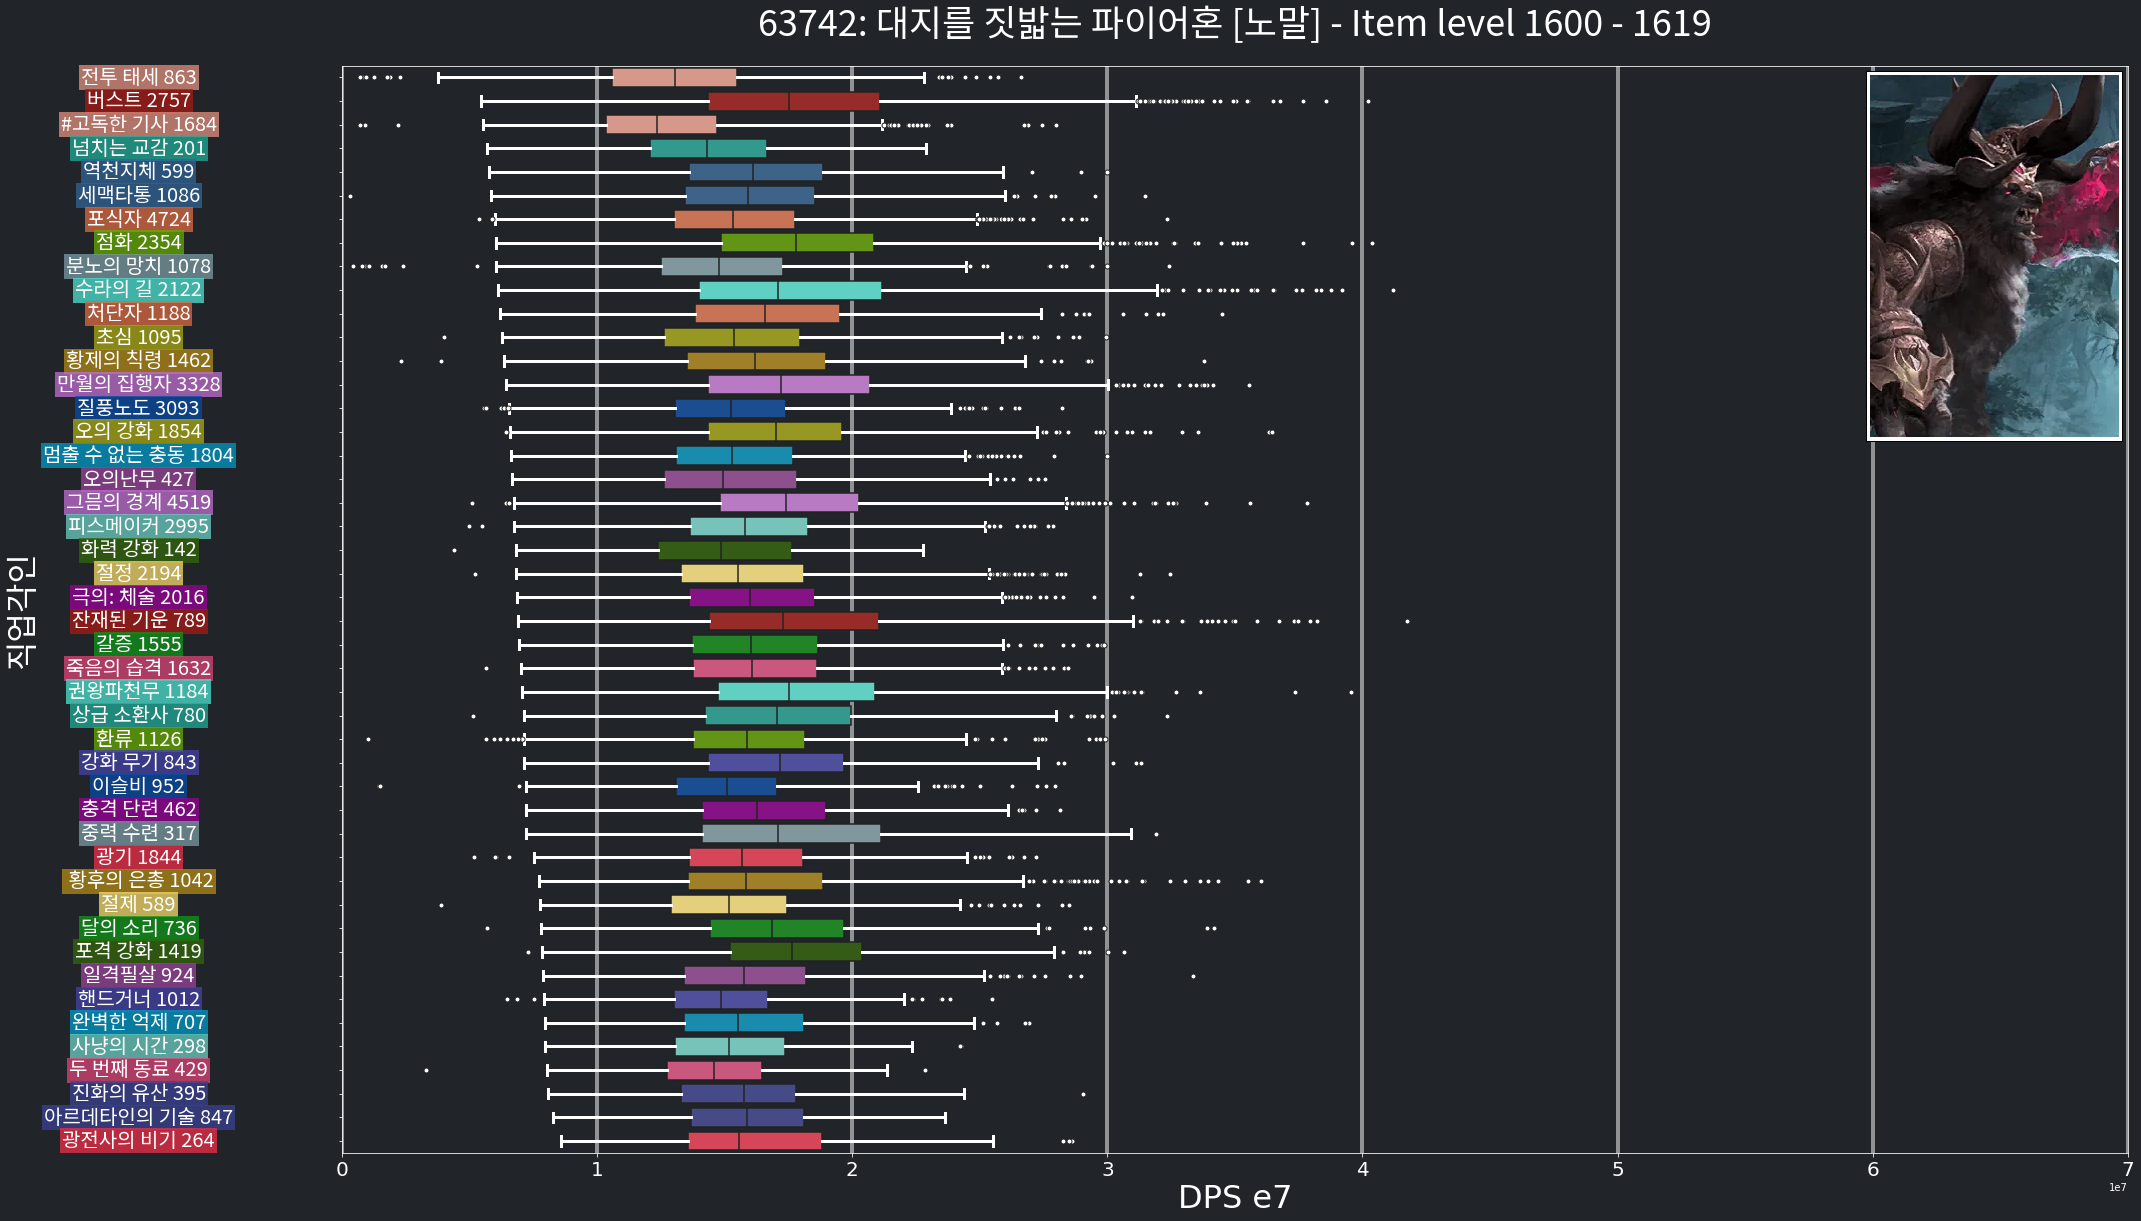 63742: 대지를 짓밟는 파이어혼 [노말] - Item level 1600 - 1619
전투 태세 863
버스트 2757
#고독한 기사 1684
넘치는 교감 201
역천지체 599
세맥타통 1086
포식자 4724
점화 2354
분노의 망치 1078
수라의 길 2122
처단자 1188
초심 1095
황제의 칙령 1462
만월의 집행자 3328
질풍노도 3093
오의 강화 1854
멈출 수 없는 충동 1804
오의난무 427
그믐의 경계 4519
피스메이커 2995
화력 강화 142
절정 2194
극의: 체술 2016
잔재된 기운 789
갈증 1555
죽음의 습격 1632
권왕파천무 1184
상급 소환사 780
환류 1126
강화 무기 843
이슬비 952
충격 단련 462
중력 수련 317
광기 1844
황후의 은총 1042
절제 589
달의 소리 736
포격 강화 1419
일격필살 924
핸드거너 1012
완벽한 억제 707
사냥의 시간 298
두 번째 동료 429
진화의 유산 395
아르데타인의 기술 847
광전사의 비기 264
직업각인
0 1 2 3 4 5 6 7
DPS e7
1e7